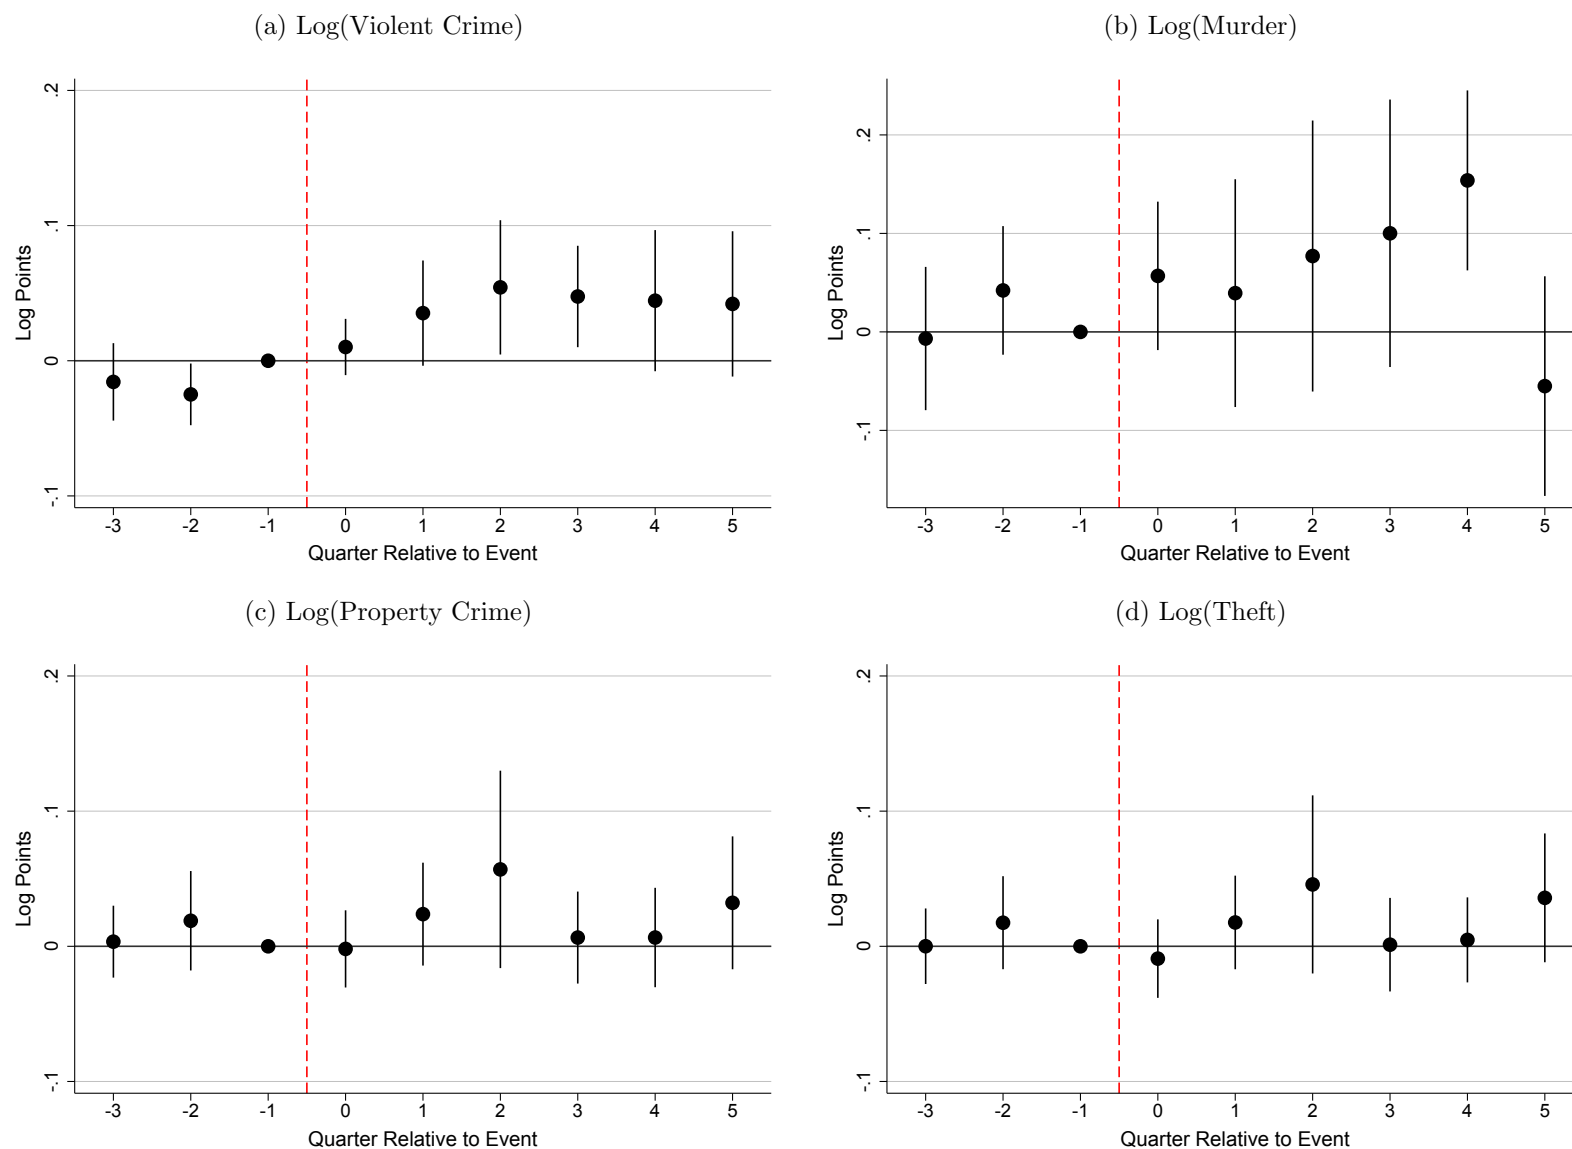 (a) Log(Violent Crime)
Log Points
.2
.1
0
-.1
-3 -2 -1 0 1 2 3 4 5
Quarter Relative to Event
(b) Log(Murder)
Log Points
.2
.1
0
-.1
-3 -2 -1 0 1 2 3 4 5
Quarter Relative to Event
(c) Log(Property Crime)
Log Points
.2
.1
0
-.1
-3 -2 -1 0 1 2 3 4 5
Quarter Relative to Event
(d) Log(Theft)
Log Points
.2
.1
0
-.1
-3 -2 -1 0 1 2 3 4 5
Quarter Relative to Event